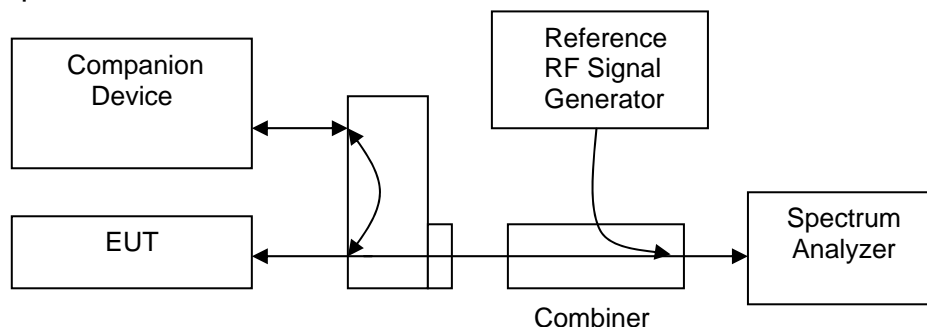 Companion
Device
Reference
RF Signal
Generator
EUT
Spectrum
Analyzer
Combiner